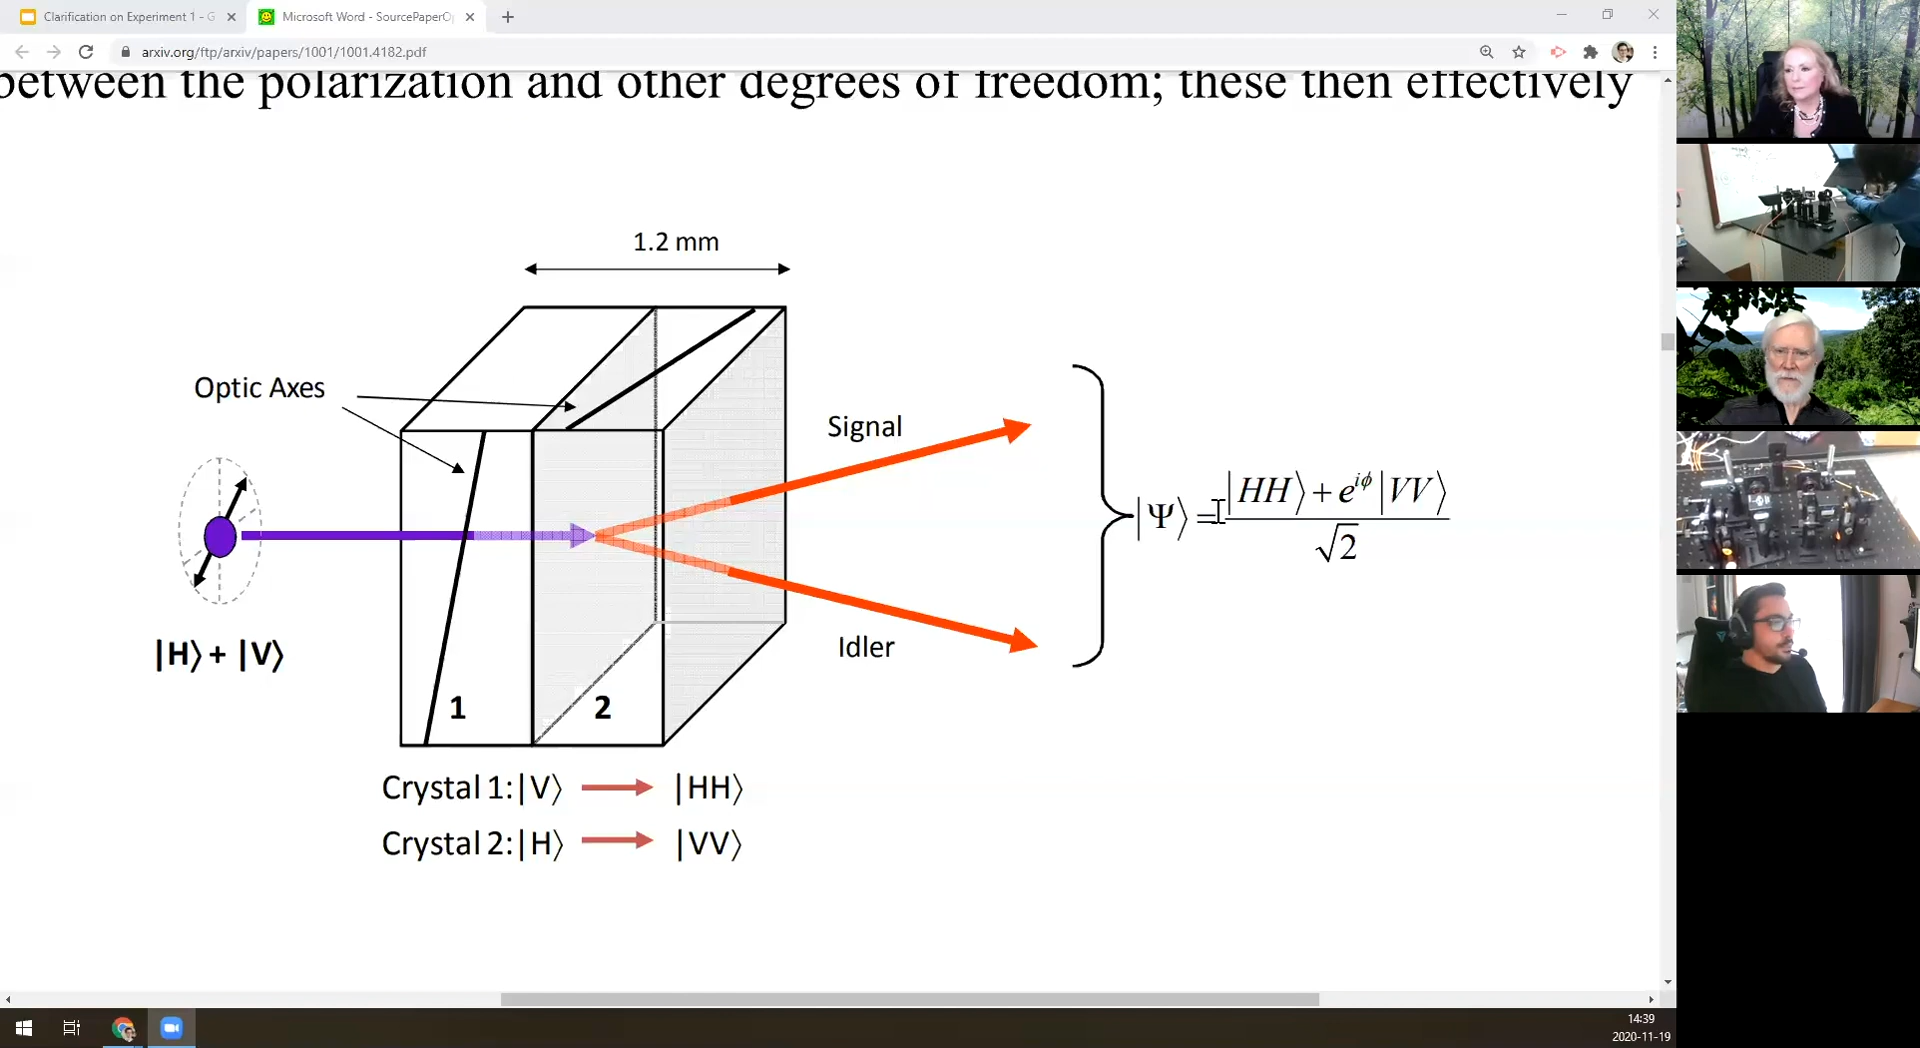 Clarification on Experiment 1 - G
Microsoft Word - SourcePaperO
arxiv.org/ftp/arxiv/papers/1001/1001.4182.pdf
between the polarization and other degrees of freedom; these then effectively
1.2 mm
Optic Axes
Signal
|Ψ⟩ = |HH⟩ + e^{iϕ} |VV⟩
√2
Idler
|H⟩ + |V⟩
1 2
Crystal 1:|V⟩ → |HH⟩
Crystal 2:|H⟩ → |VV⟩
14:39
2020-11-19